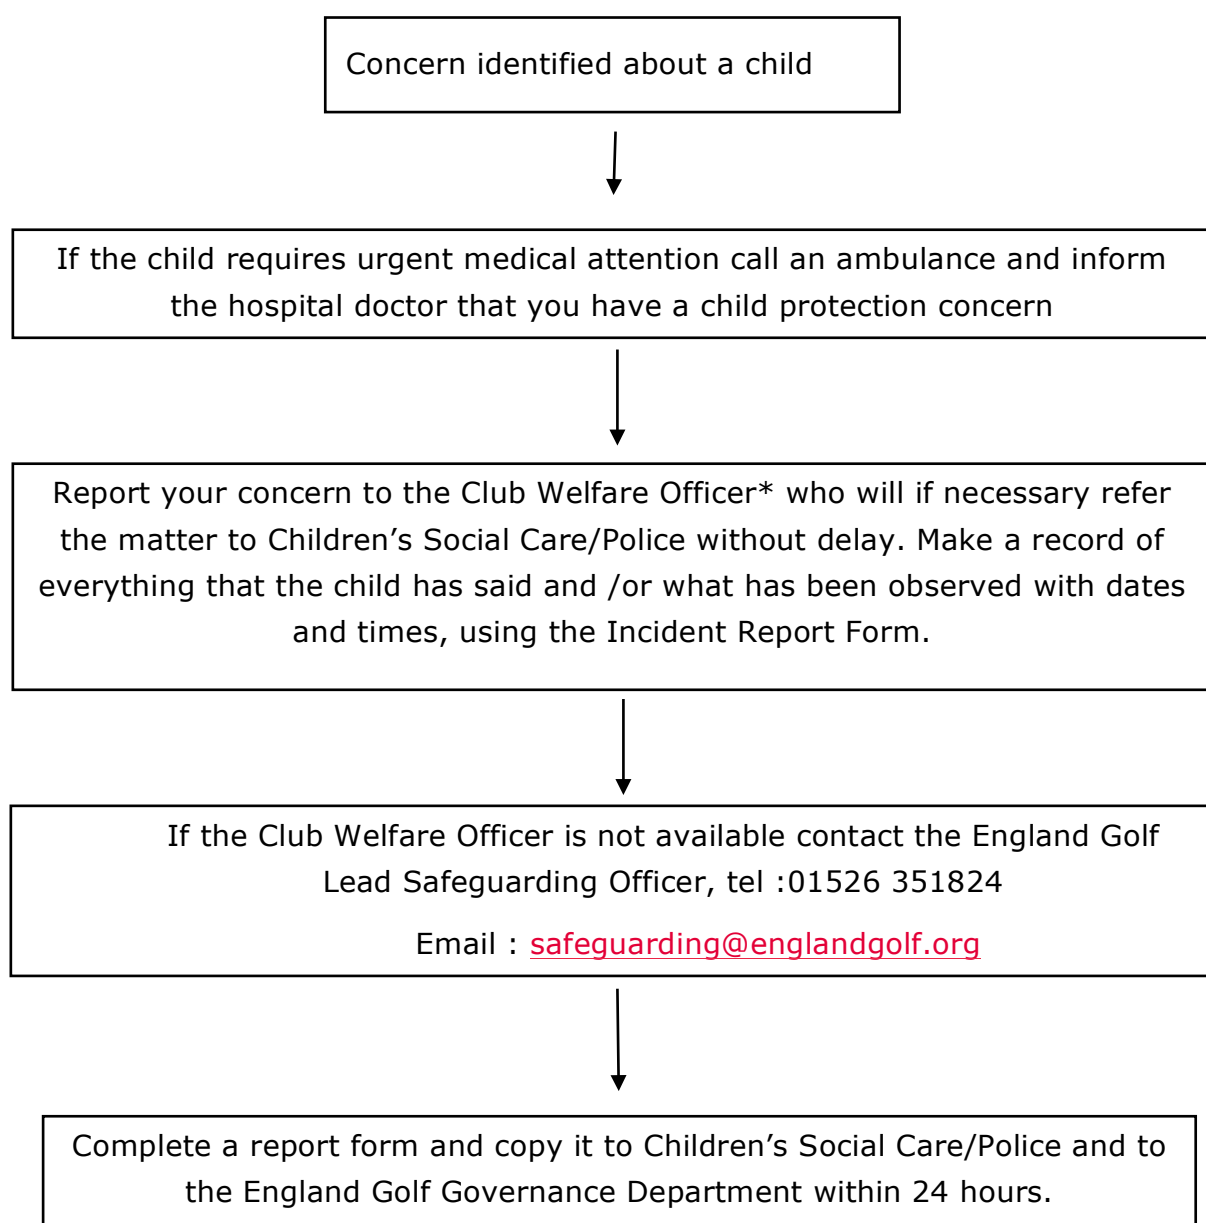 Concern identified about a child
If the child requires urgent medical attention call an ambulance and inform
the hospital doctor that you have a child protection concern
Report your concern to the Club Welfare Officer* who will if necessary refer
the matter to Children’s Social Care/Police without delay. Make a record of
everything that the child has said and /or what has been observed with dates
and times, using the Incident Report Form.
If the Club Welfare Officer is not available contact the England Golf
Lead Safeguarding Officer, tel :01526 351824
Email : safeguarding@englandgolf.org
Complete a report form and copy it to Children’s Social Care/Police and to
the England Golf Governance Department within 24 hours.